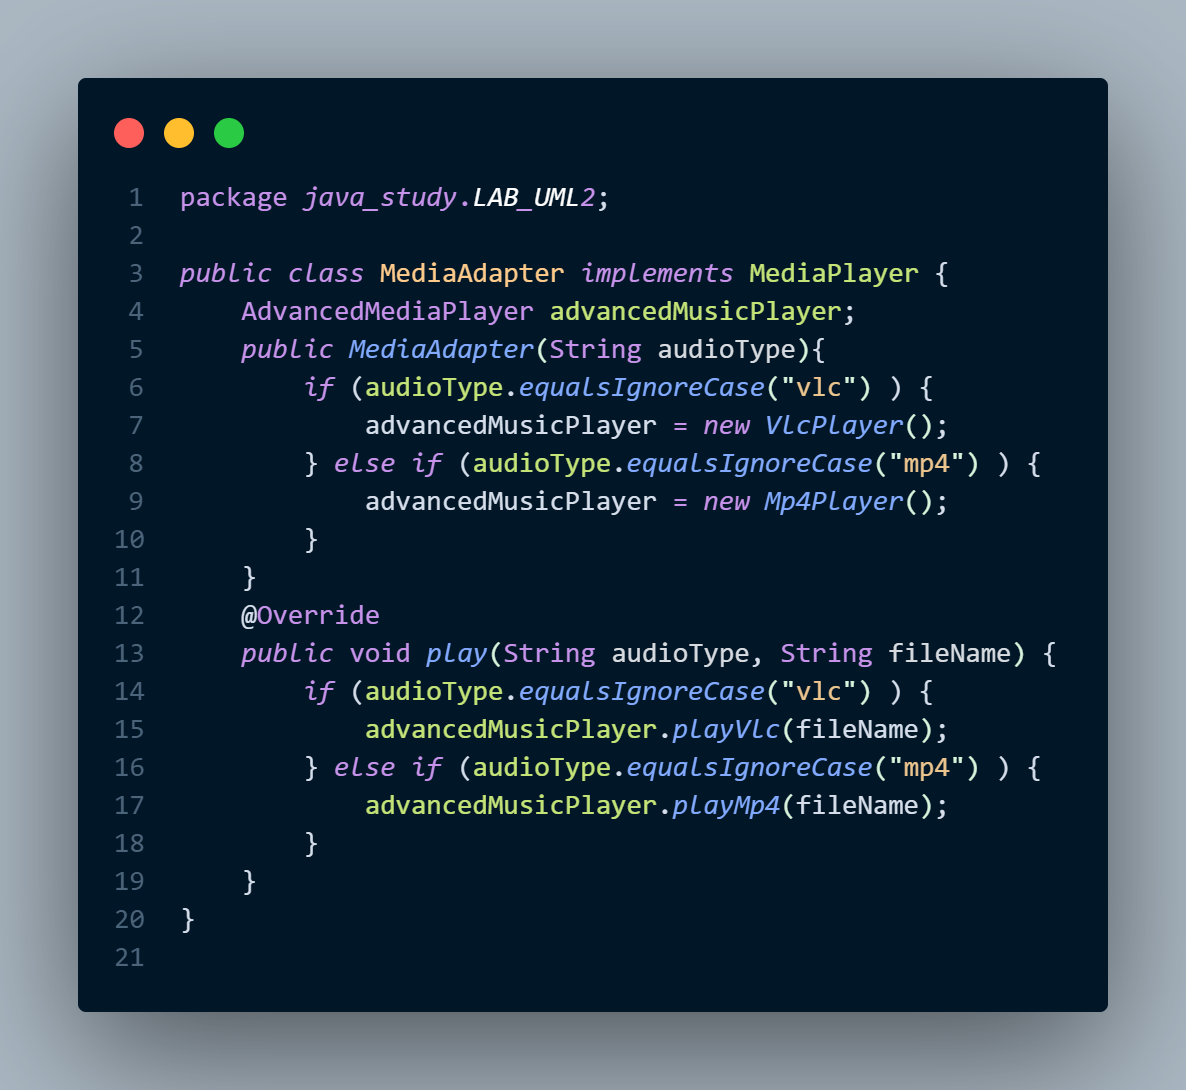 1 package java_study.LAB_UML2;
2
3 public class MediaAdapter implements MediaPlayer {
4     AdvancedMediaPlayer advancedMusicPlayer;
5     public MediaAdapter(String audioType){
6         if (audioType.equalsIgnoreCase("vlc") ) {
7             advancedMusicPlayer = new VlcPlayer();
8         } else if (audioType.equalsIgnoreCase("mp4") ) {
9             advancedMusicPlayer = new Mp4Player();
10         }
11     }
12     @Override
13     public void play(String audioType, String fileName) {
14         if (audioType.equalsIgnoreCase("vlc") ) {
15             advancedMusicPlayer.playVlc(fileName);
16         } else if (audioType.equalsIgnoreCase("mp4") ) {
17             advancedMusicPlayer.playMp4(fileName);
18         }
19     }
20 }
21